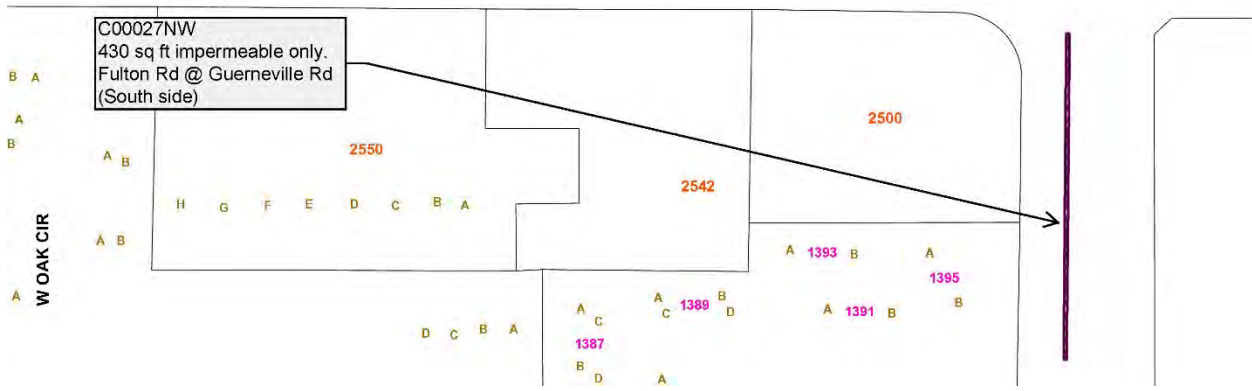 C00027NW
430 sq ft impermeable only.
Fulton Rd @ Guerneville Rd
(South side)
B A
A
B
A B
A B
A
W OAK CIR
2550
H G F E D C B A
2542
2500
D C B A
A 1393 B
A
1395
B
A 1391 B
A 1389 B
C D
A
C
1387
B
D
A